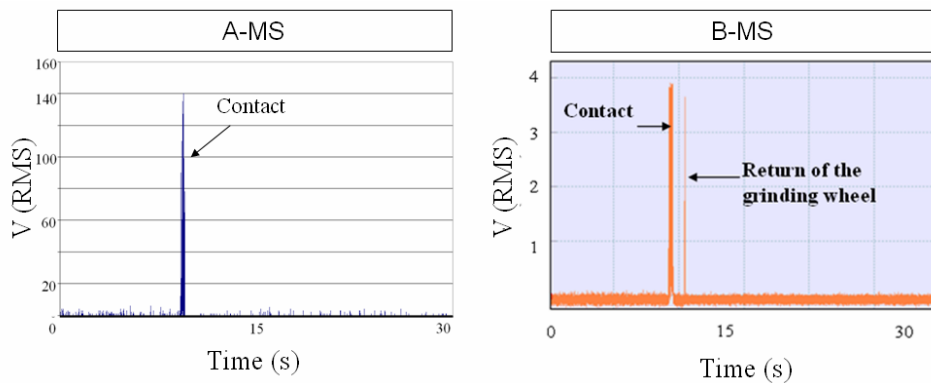 A-MS
160
140
100
60
20
0
15
30
V (RMS)
Contact
Time (s)
B-MS
4
3
2
1
0
15
30
V (RMS)
Contact
Return of the
grinding wheel
Time (s)